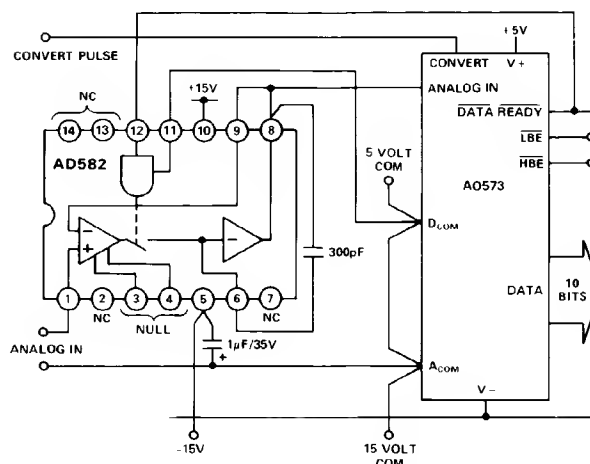 CONVERT PULSE
+5V
CONVERT
V+
ANALOG IN
DATA READY
LBE
HBE
NC
+15V
14
13
12
11
10
9
8
AD582
5 VOLT
COM
AO573
DCOM
300pF
DATA
10
BITS
1
2
3
4
5
6
7
NC
NULL
NC
1μF/35V
+
ANALOG IN
ACOM
V−
-15V
15 VOLT
COM